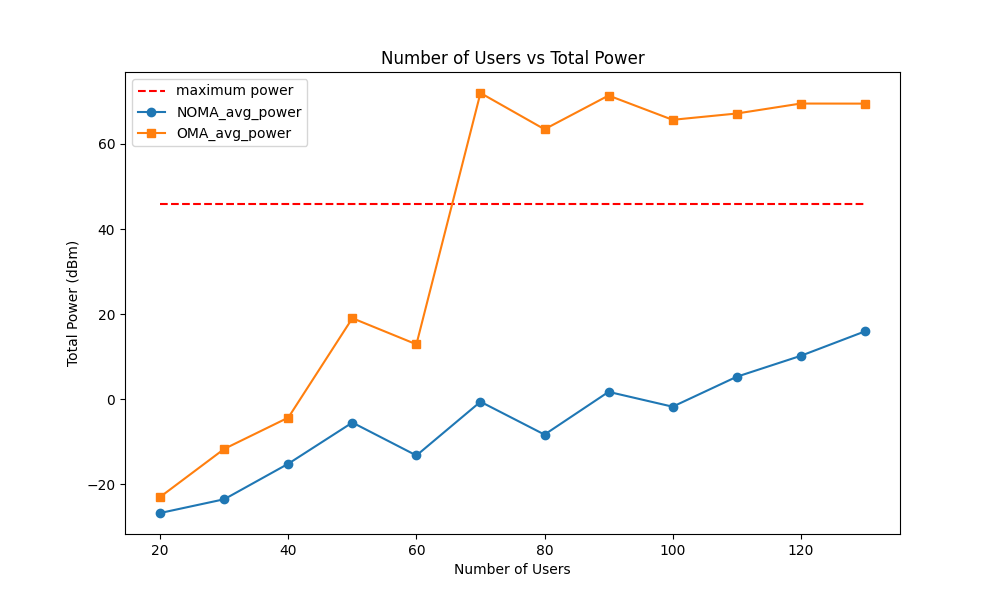 Number of Users vs Total Power
maximum power
NOMA_avg_power
OMA_avg_power
Total Power (dBm)
60
40
20
0
−20
20
40
60
80
100
120
Number of Users